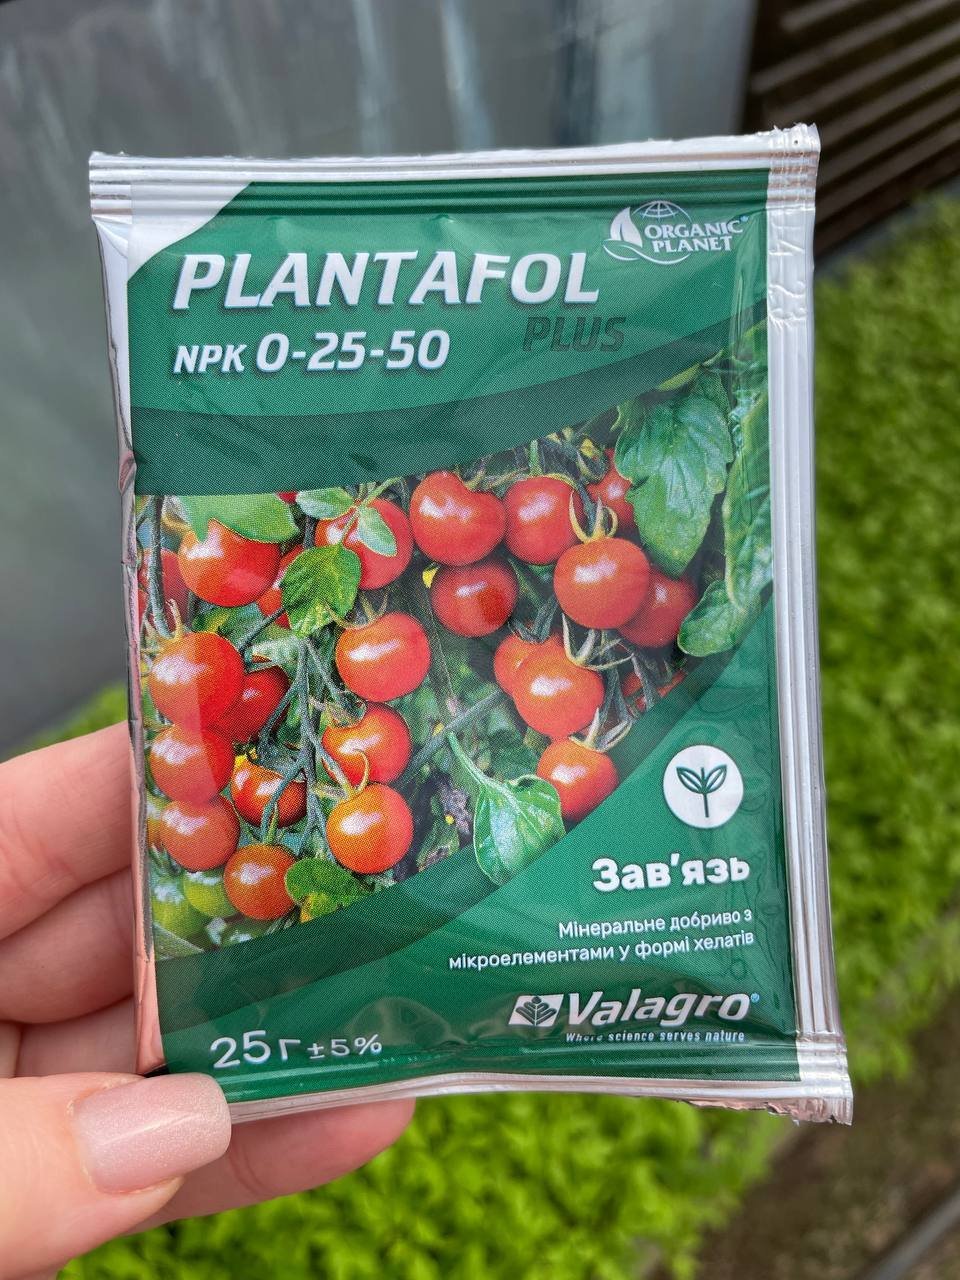 ORGANIC
PLANET
PLANTAFOL
PLUS
NPK 0-25-50
Зав'язь
Мінеральне добриво з
мікроелементами у формі хелатів
Valagro®
Where science serves nature
25г ±5%